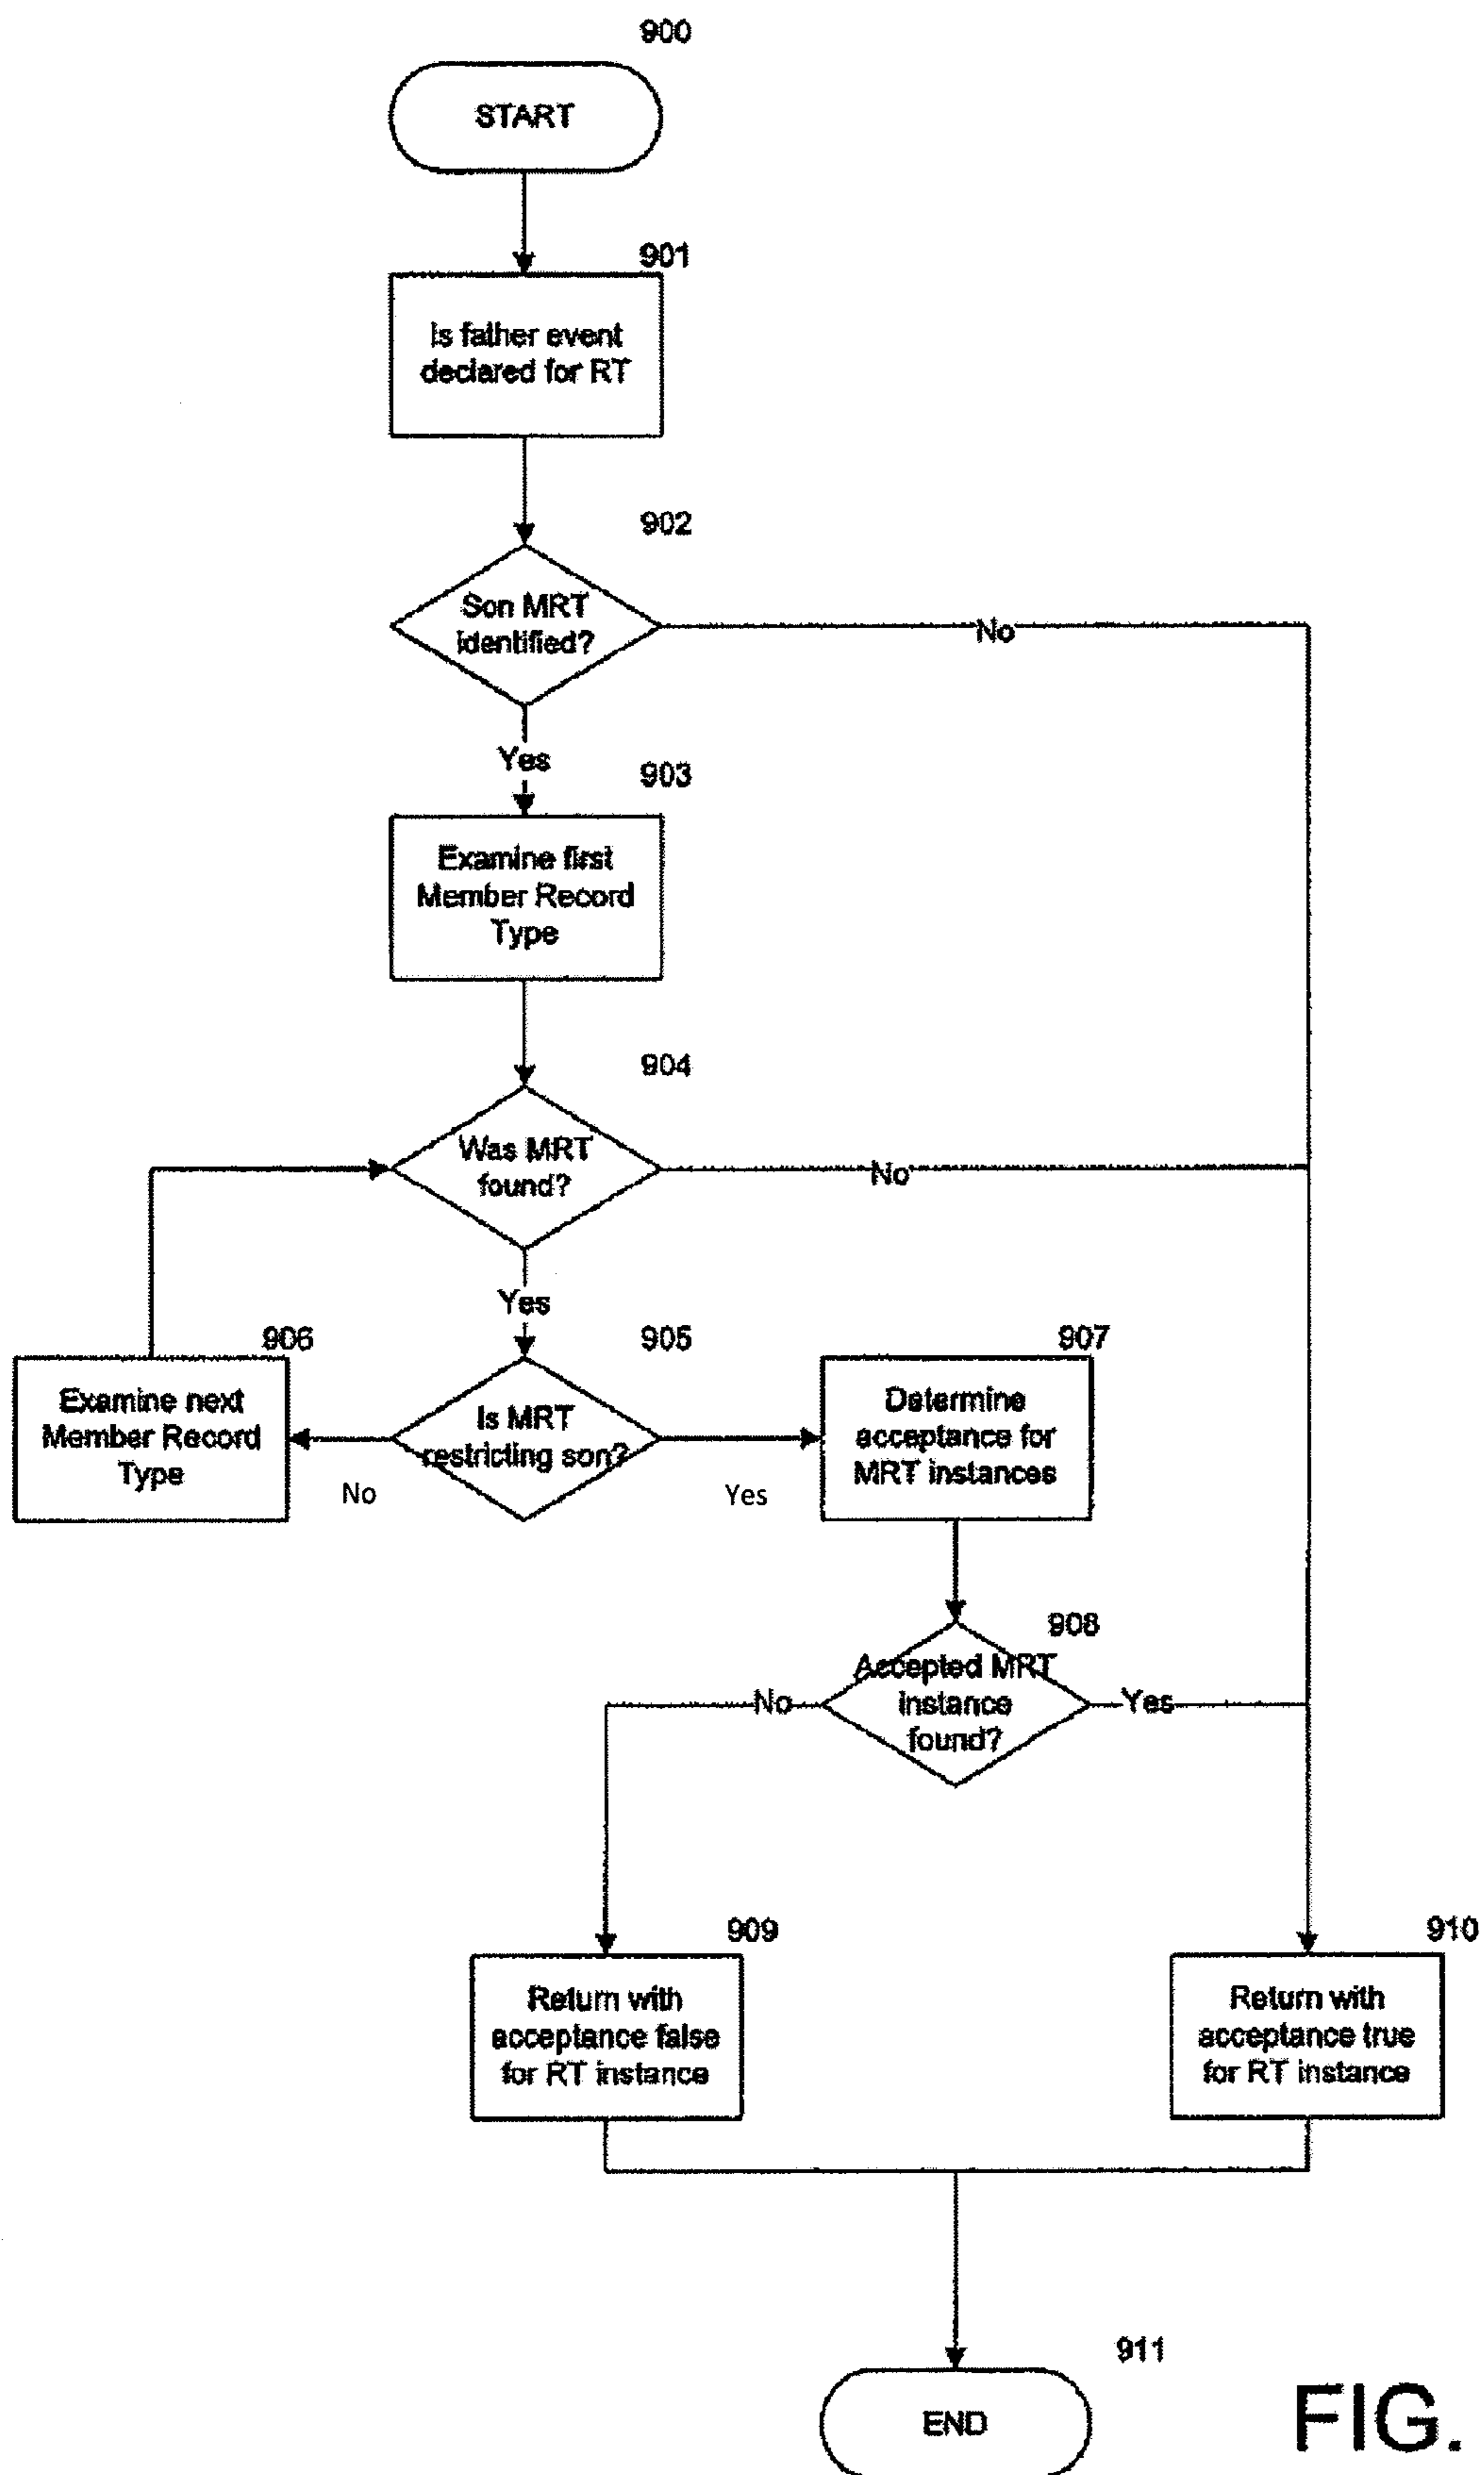 900
START
901
Is father event
declared for RT
902
Son MRT
identified?
No
Yes
903
Examine first
Member Record
Type
904
Was MRT
found?
No
Yes
906
905
907
Examine next
Member Record
Type
Is MRT
restricting son?
Determine
acceptance for
MRT instances
No
Yes
908
Accepted MRT
instance
found?
No
Yes
909
910
Return with
acceptance false
for RT instance
Return with
acceptance true
for RT instance
911
END
FIG.